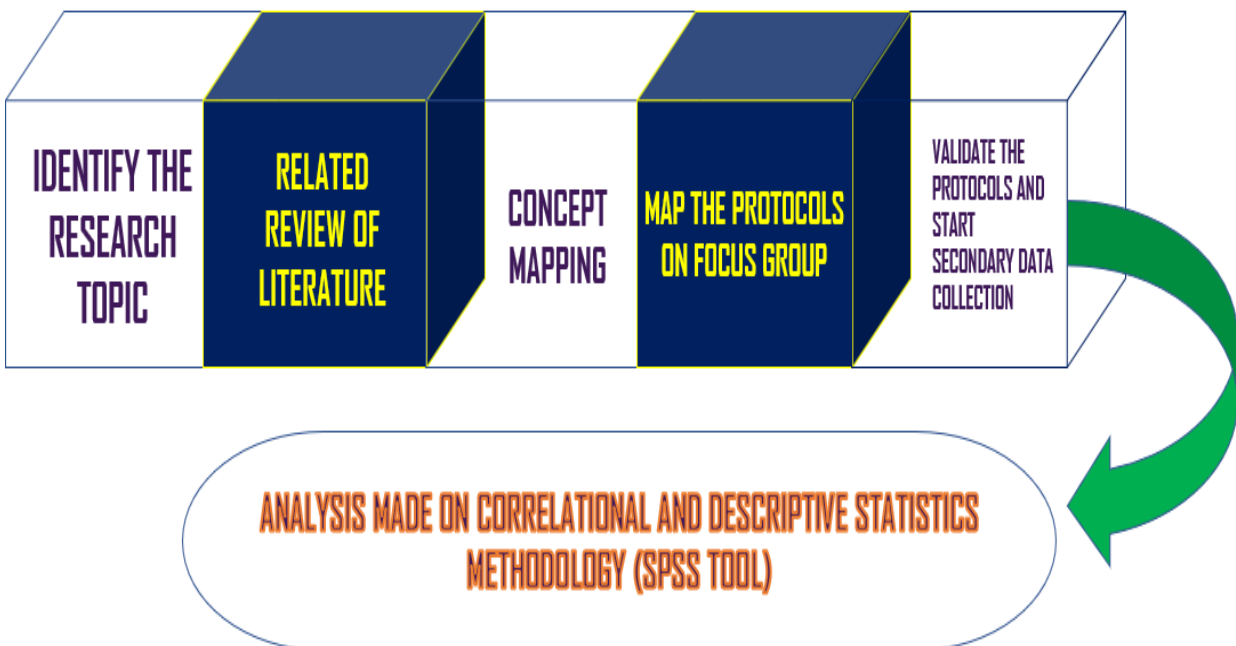 IDENTIFY THE
RESEARCH
TOPIC
RELATED
REVIEW OF
LITERATURE
CONCEPT
MAPPING
MAP THE PROTOCOLS
ON FOCUS GROUP
VALIDATE THE
PROTOCOLS AND
START
SECONDARY DATA
COLLECTION
ANALYSIS MADE ON CORRELATIONAL AND DESCRIPTIVE STATISTICS
METHODOLOGY (SPSS TOOL)